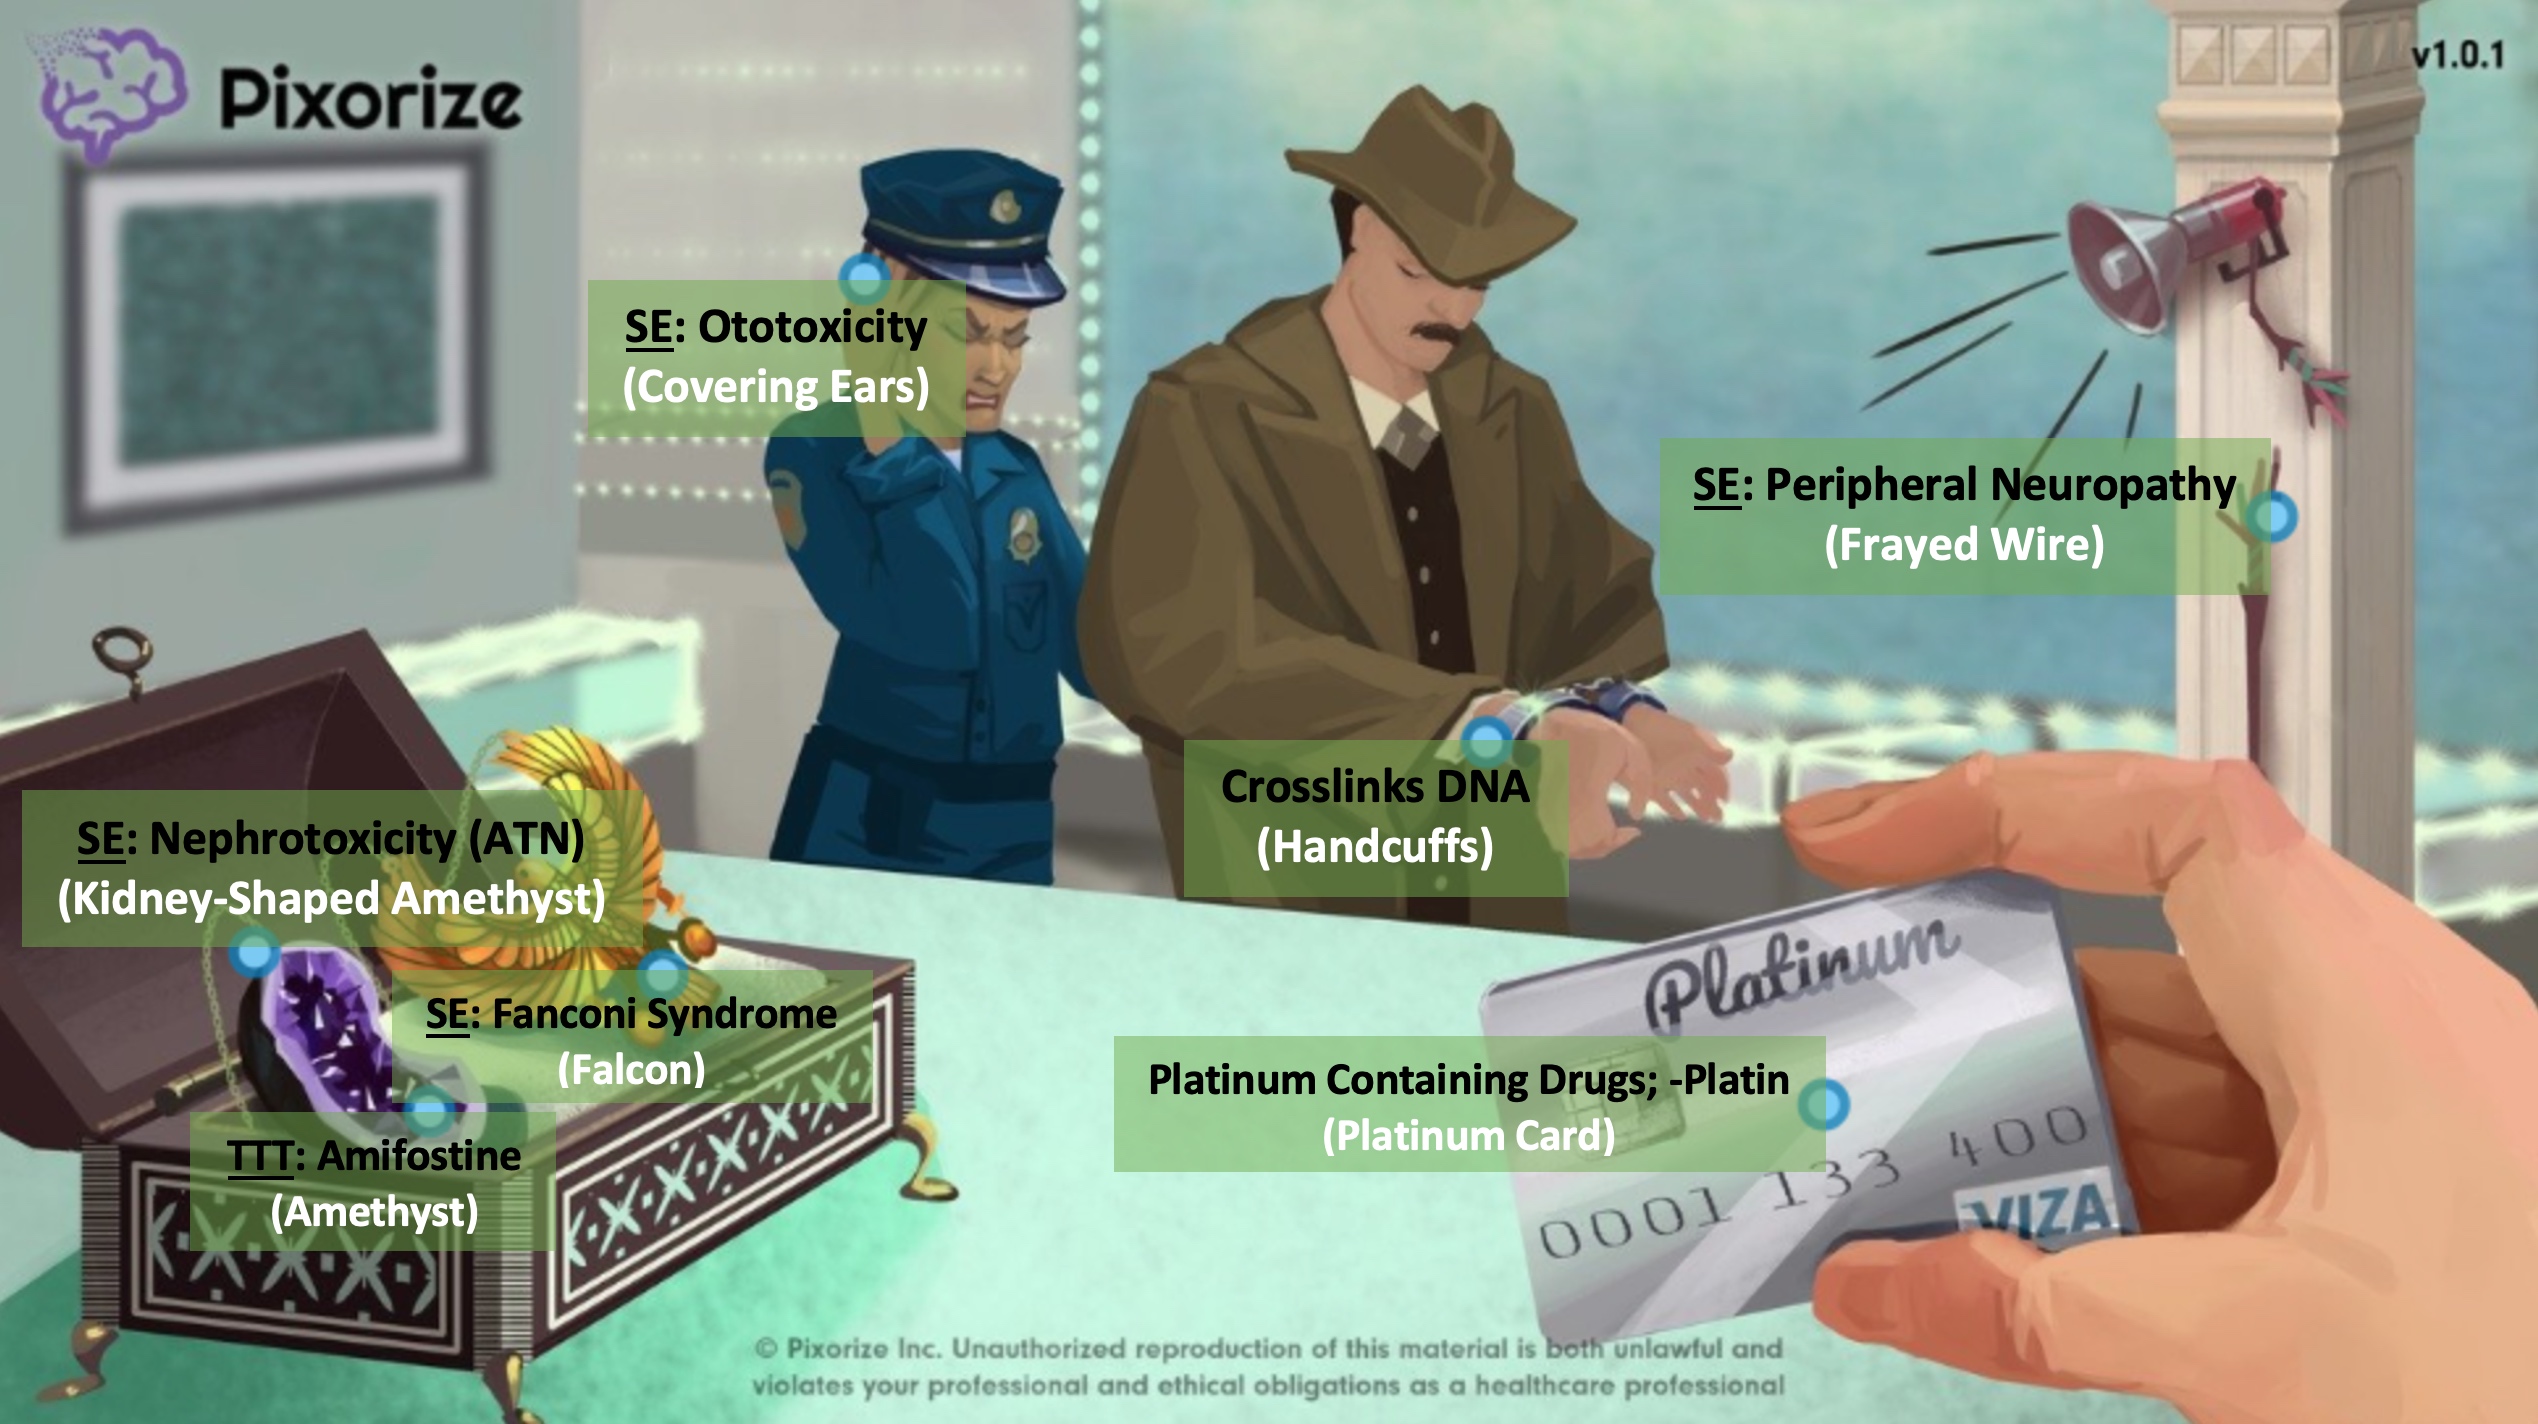 Pixorize
v1.0.1
SE: Ototoxicity
(Covering Ears)
SE: Peripheral Neuropathy
(Frayed Wire)
Crosslinks DNA
(Handcuffs)
SE: Nephrotoxicity (ATN)
(Kidney-Shaped Amethyst)
SE: Fanconi Syndrome
(Falcon)
TTT: Amifostine
(Amethyst)
Platinum
Platinum Containing Drugs; -Platin
(Platinum Card)
0001 133 400
VIZA
© Pixorize Inc. Unauthorized reproduction of this material is both unlawful and
violates your professional and ethical obligations as a healthcare professional